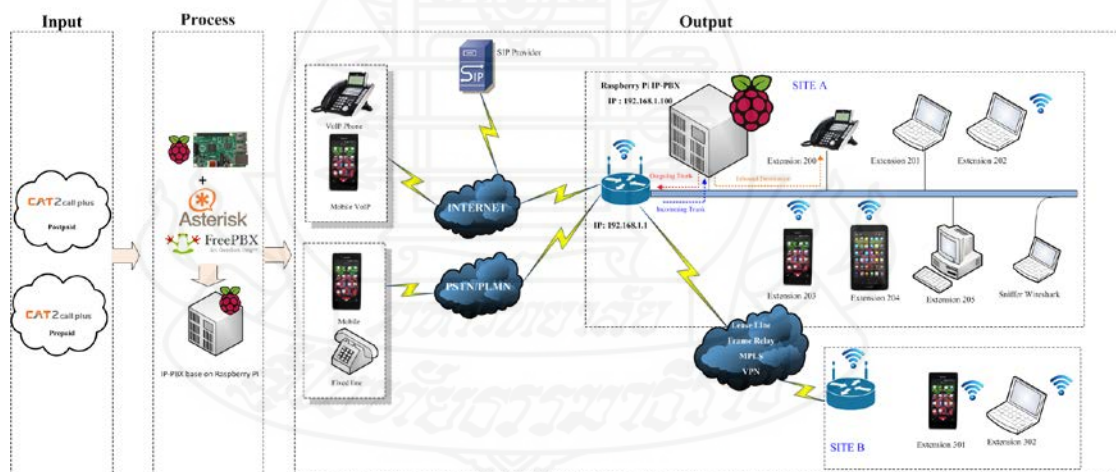 Input
Process
Output
CAT2call plus
Postpaid
CAT2call plus
Prepaid
+
Asterisk
FreePBX
IP-PBX base on Raspberry Pi
VoIP Phone
Mobile VoIP
Mobile
Fixed line
SIP
SIP Provider
INTERNET
PSTN/PLMN
IP: 192.168.1.1
Raspberry Pi IP-PBX
IP : 192.168.1.100
SITE A
Outgoing Trunk
Incoming Trunk
Inbound Destination
Extension 200
Extension 201
Extension 202
Extension 203
Extension 204
Extension 205
Sniffer Wireshark
Lease Line
Frame Relay
MPLS
VPN
SITE B
Extension 301
Extension 302